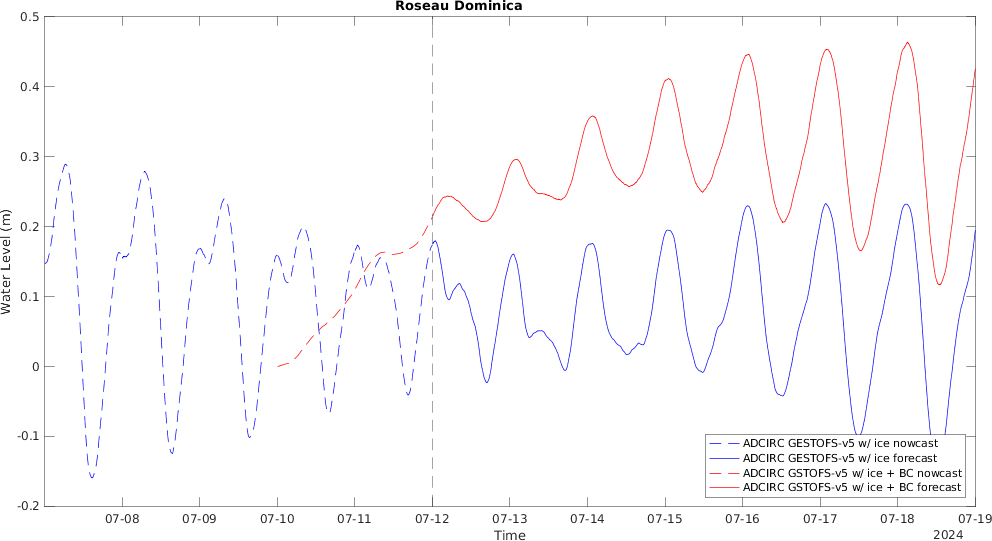 Roseau Dominica
0.5
0.4
0.3
0.2
0.1
0
-0.1
-0.2
Water Level (m)
ADCIRC GESTOFS-v5 w/ ice nowcast
ADCIRC GESTOFS-v5 w/ ice forecast
ADCIRC GSTOFS-v5 w/ ice + BC nowcast
ADCIRC GSTOFS-v5 w/ ice + BC forecast
07-08 07-09 07-10 07-11 07-12 07-13 07-14 07-15 07-16 07-17 07-18 07-19
Time
2024